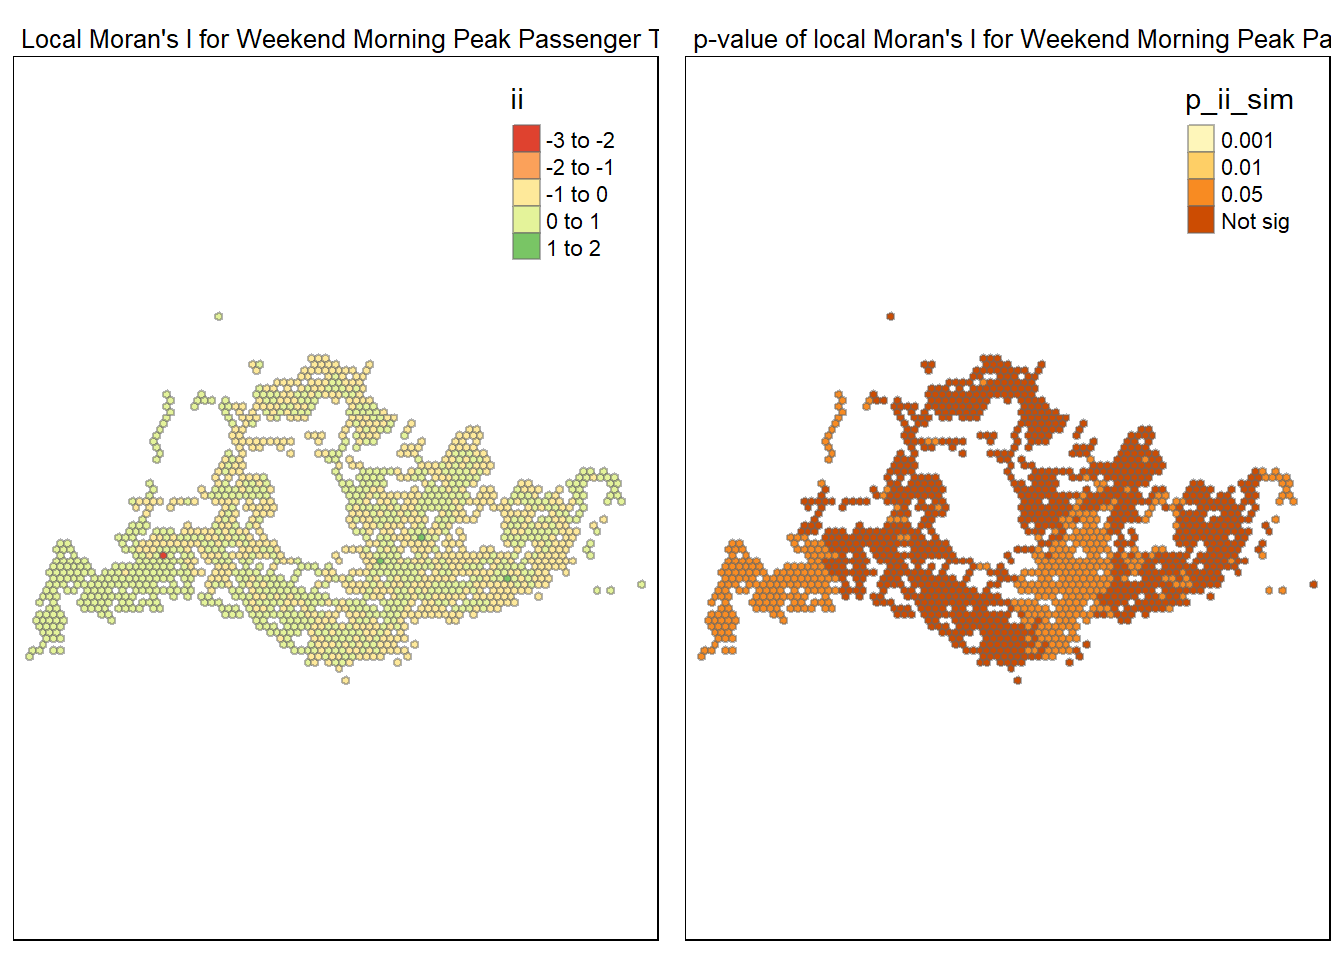 Local Moran's I for Weekend Morning Peak Passenger T
ii
-3 to -2
-2 to -1
-1 to 0
0 to 1
1 to 2
p-value of local Moran's I for Weekend Morning Peak Pa
p_ii_sim
0.001
0.01
0.05
Not sig